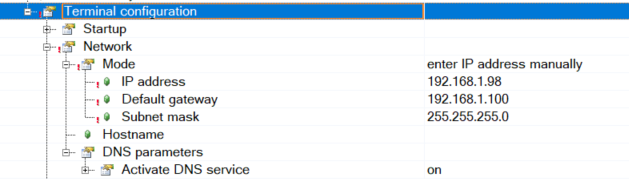 Terminal configuration
Startup
Network
Mode enter IP address manually
IP address 192.168.1.98
Default gateway 192.168.1.100
Subnet mask 255.255.255.0
Hostname
DNS parameters
Activate DNS service on